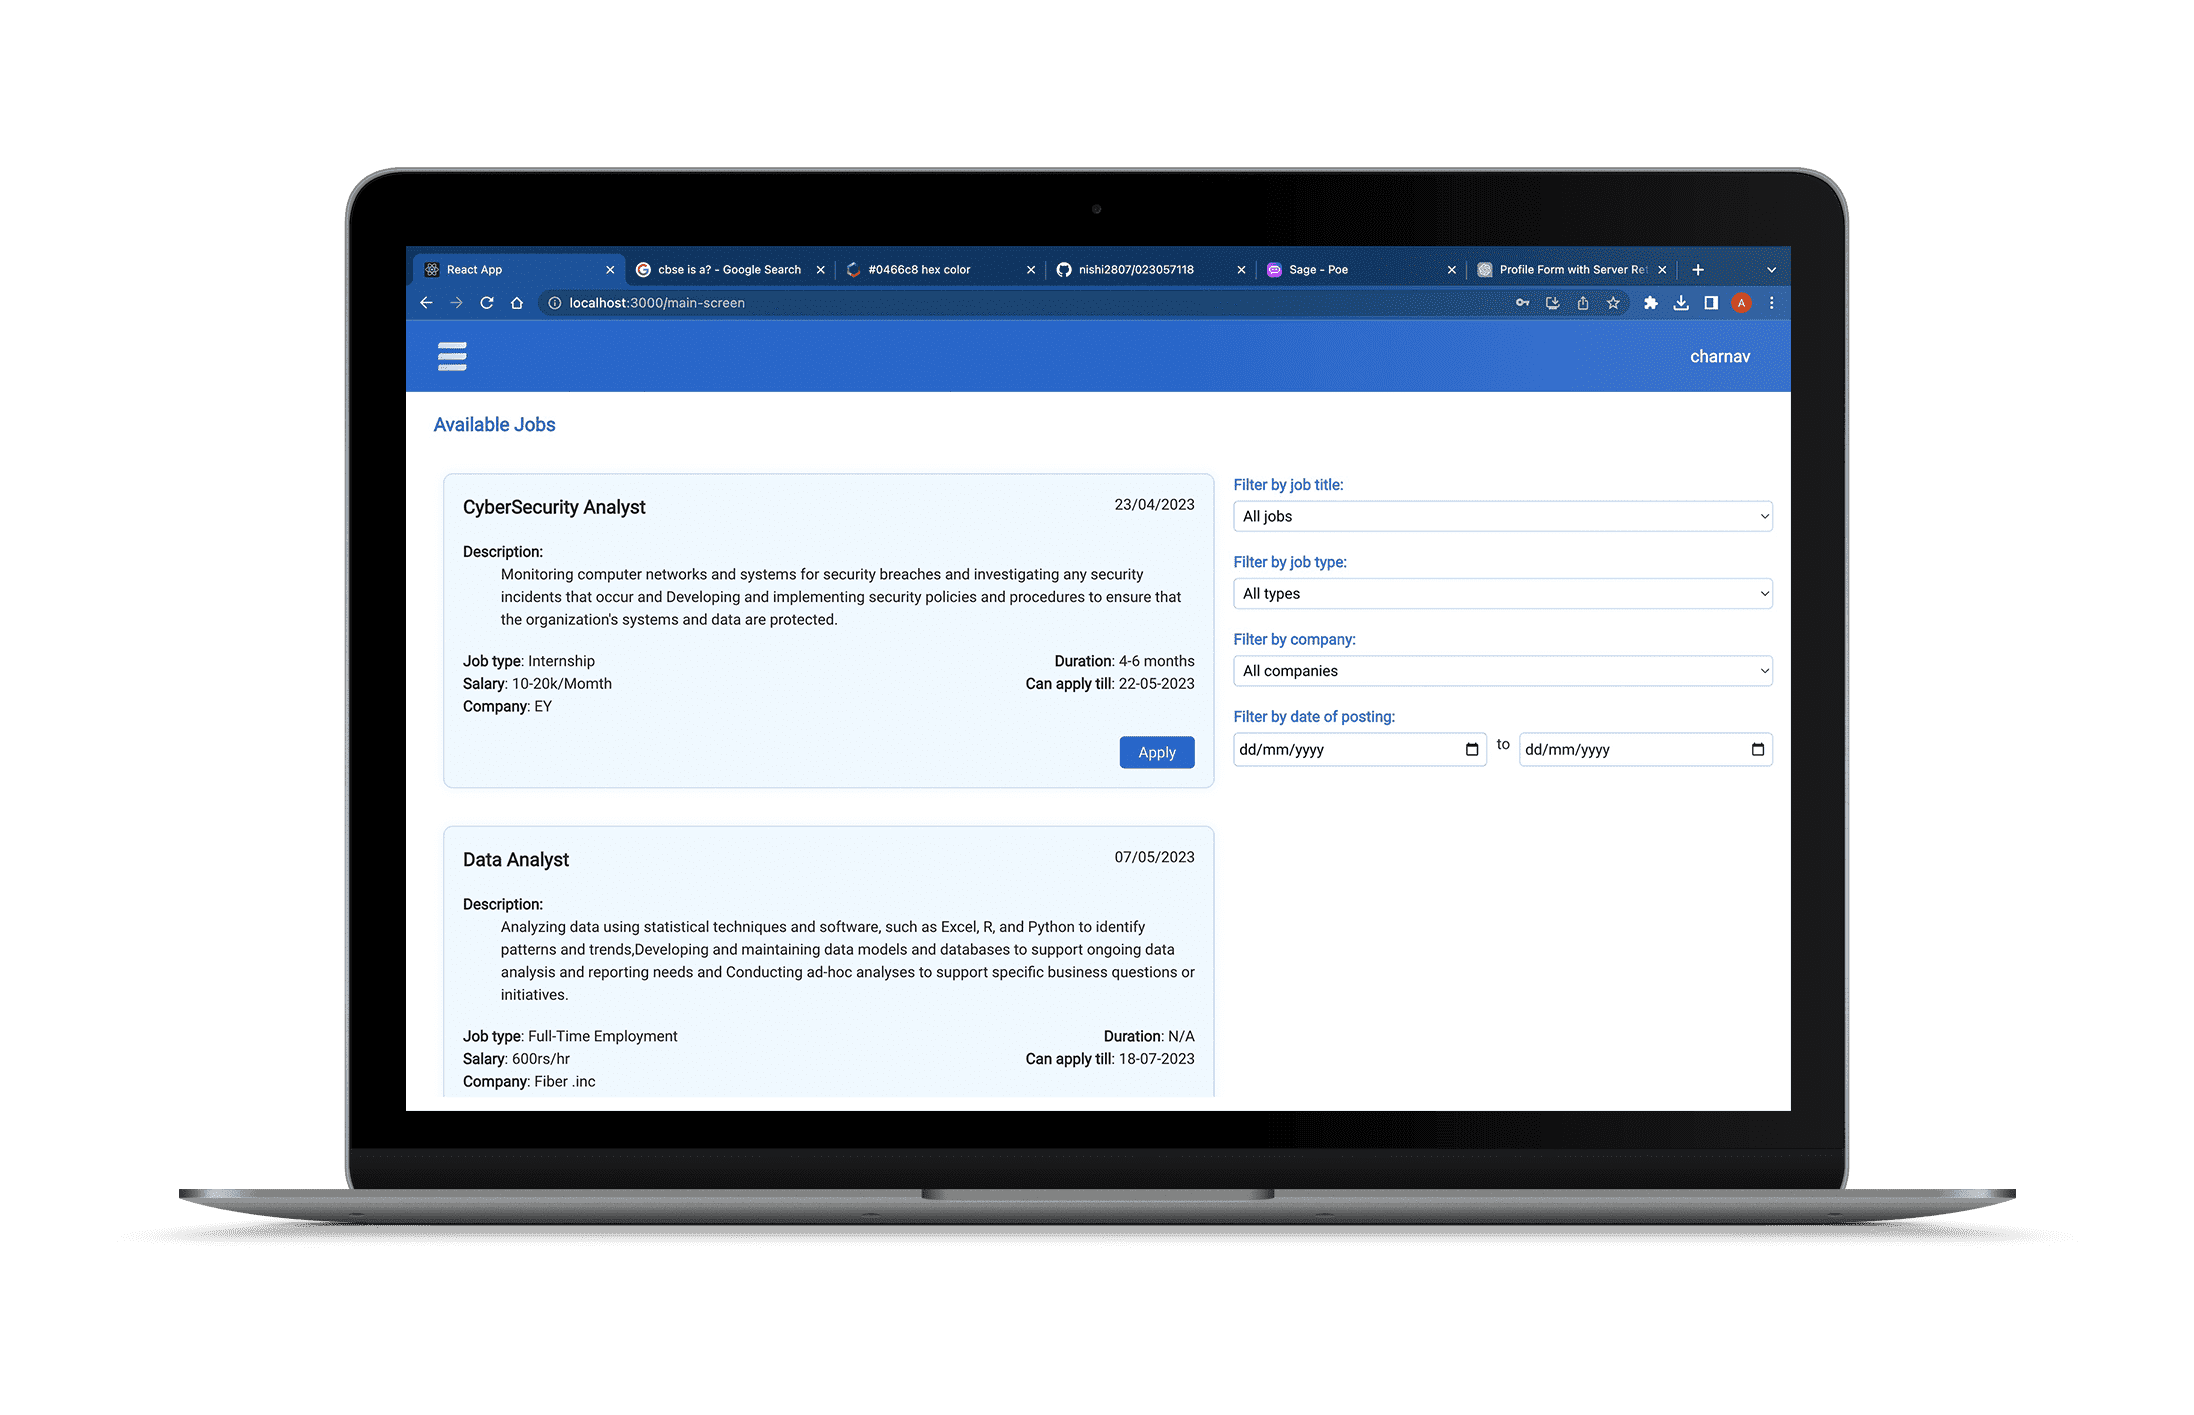 React App
cbse is a? - Google Search
#0466c8 hex color
nishi2807/023057118
Sage - Poe
Profile Form with Server Re
localhost:3000/main-screen
A
charnav
Available Jobs
CyberSecurity Analyst
23/04/2023
Description:
Monitoring computer networks and systems for security breaches and investigating any security
incidents that occur and Developing and implementing security policies and procedures to ensure that
the organization's systems and data are protected.
Job type: Internship
Duration: 4-6 months
Salary: 10-20k/Momth
Can apply till: 22-05-2023
Company: EY
Apply
Data Analyst
07/05/2023
Description:
Analyzing data using statistical techniques and software, such as Excel, R, and Python to identify
patterns and trends,Developing and maintaining data models and databases to support ongoing data
analysis and reporting needs and Conducting ad-hoc analyses to support specific business questions or
initiatives.
Job type: Full-Time Employment
Duration: N/A
Salary: 600rs/hr
Can apply till: 18-07-2023
Company: Fiber .inc
Filter by job title:
All jobs
Filter by job type:
All types
Filter by company:
All companies
Filter by date of posting:
dd/mm/yyyy to dd/mm/yyyy